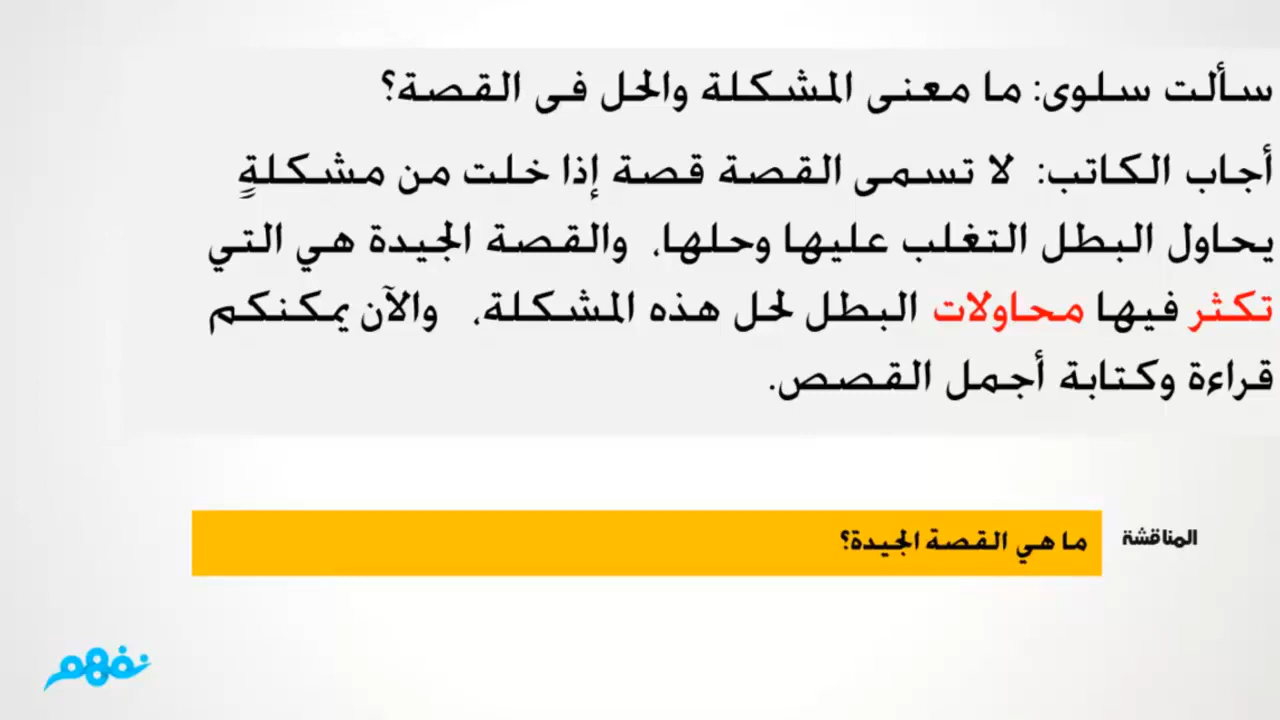 سألت سلوى: ما معنى المشكلة والحل فى القصة؟
أجاب الكاتب: لا تسمى القصة قصة إذا خلت من مشكلةٍ
يحاول البطل التغلب عليها وحلها، والقصة الجيدة هي التي
تكثر فيها محاولات البطل لحل هذه المشكلة، والآن يمكنكم
قراءة وكتابة أجمل القصص.
المناقشة
ما هي القصة الجيدة؟
نفهم